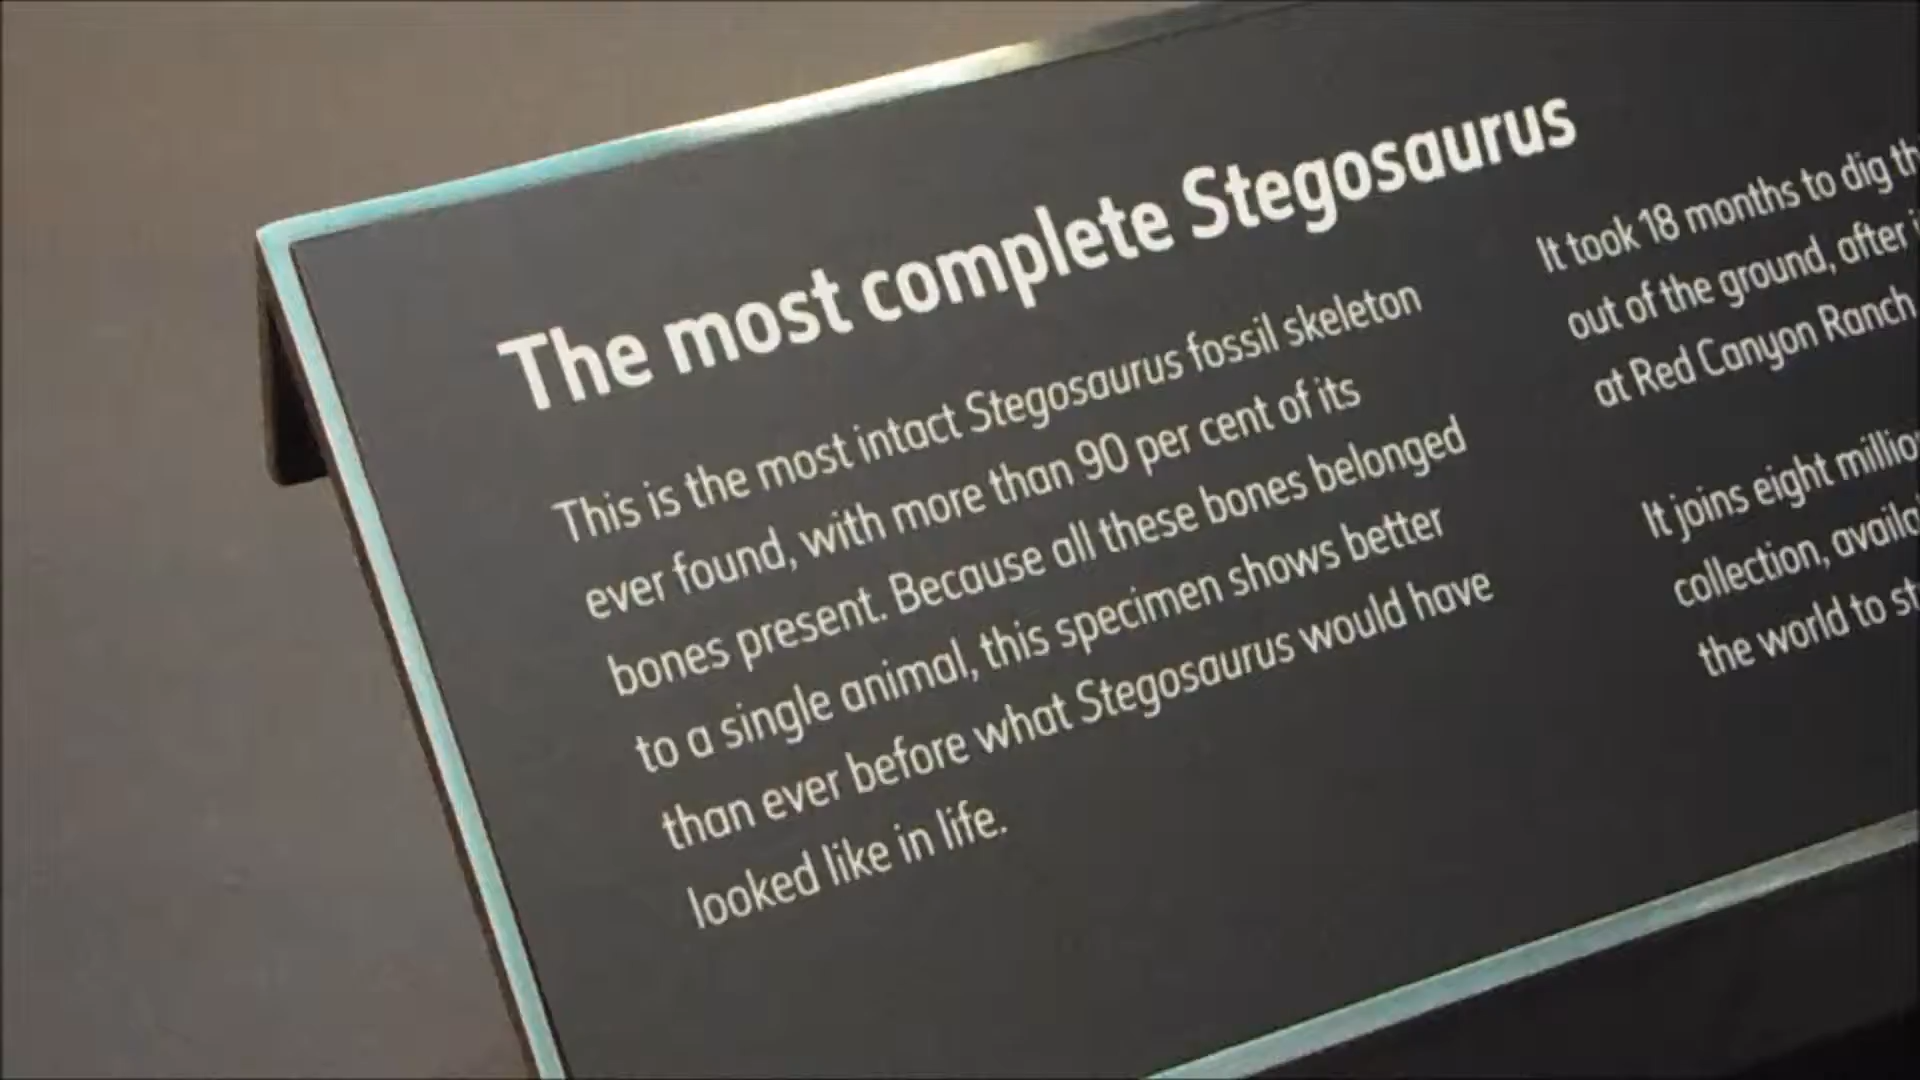 The most complete Stegosaurus
This is the most intact Stegosaurus fossil skeleton
ever found, with more than 90 per cent of its
bones present. Because all these bones belonged
to a single animal, this specimen shows better
than ever before what Stegosaurus would have
looked like in life.
It took 18 months to dig
out of the ground, after
at Red Canyon Ranch
It joins eight
collection,
the world to